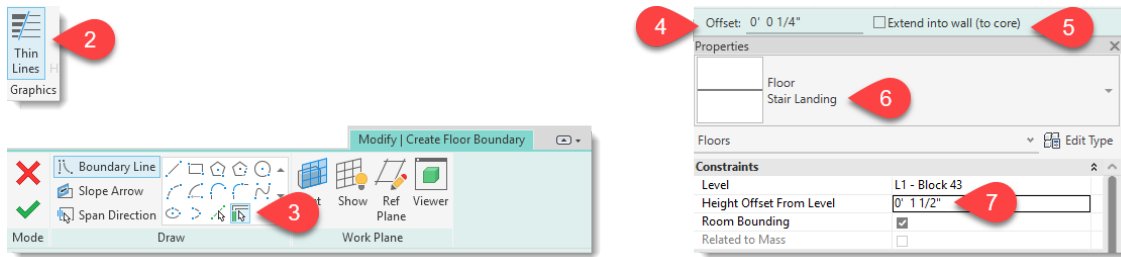 2
Thin
Lines H
Graphics
Modify | Create Floor Boundary
Boundary Line
Slope Arrow
Span Direction
3
Show
Ref
Plane
Viewer
Mode
Draw
Work Plane
4
Offset: 0' 0 1/4"
Extend into wall (to core)
5
Properties
Floor
Stair Landing
6
Floors
Edit Type
Constraints
Level L1 - Block 43
Height Offset From Level 0' 1 1/2"
7
Room Bounding
Related to Mass